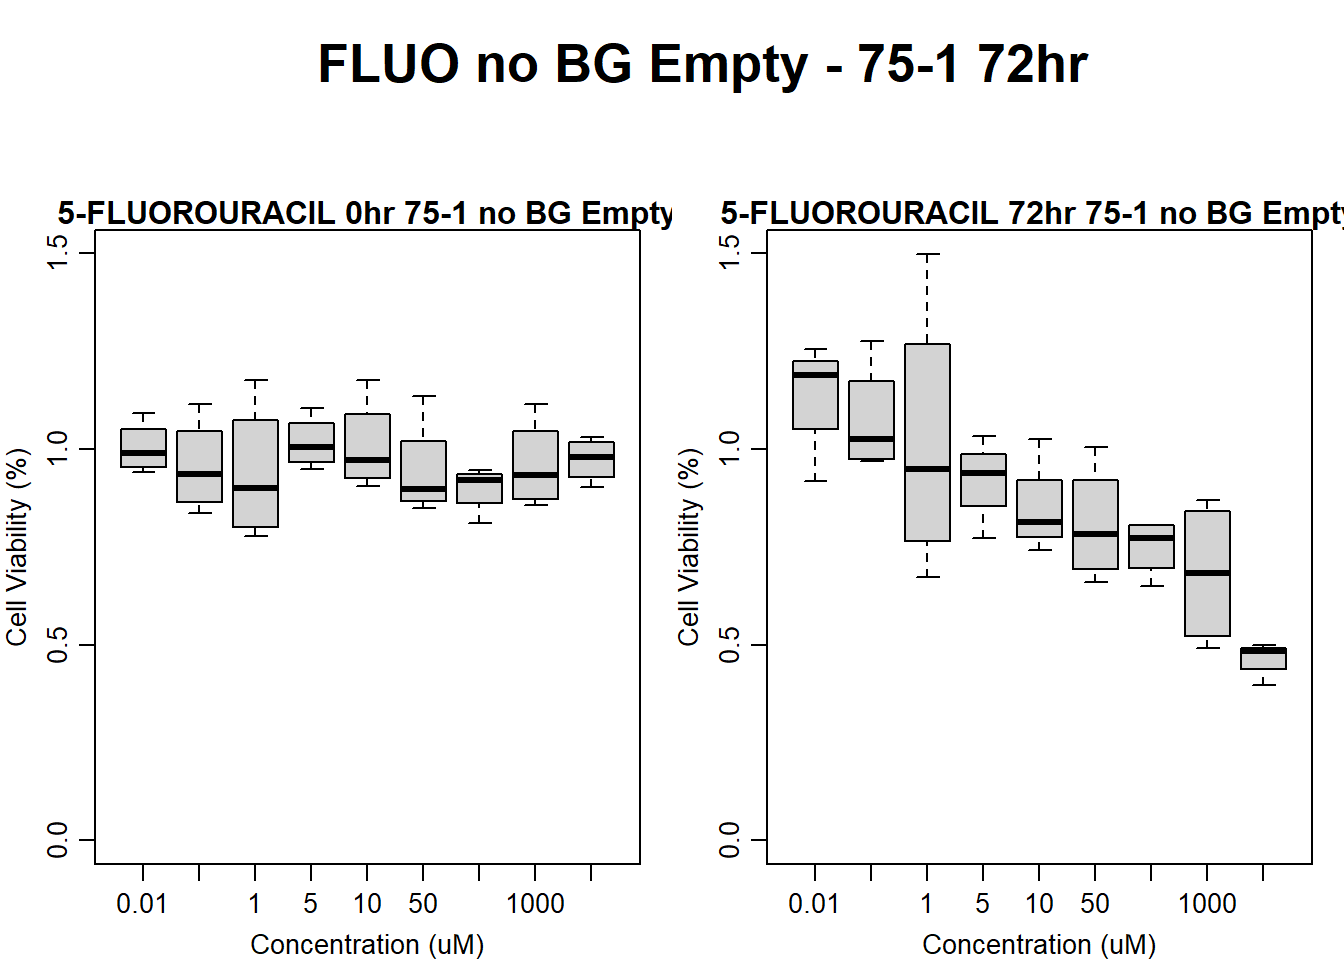 FLUO no BG Empty - 75-1 72hr
5-FLUOROURACIL 0hr 75-1 no BG Empty
Cell Viability (%)
1.5
1.0
0.5
0.0
0.01 1 5 10 50 1000
Concentration (uM)
5-FLUOROURACIL 72hr 75-1 no BG Empty
Cell Viability (%)
1.5
1.0
0.5
0.0
0.01 1 5 10 50 1000
Concentration (uM)